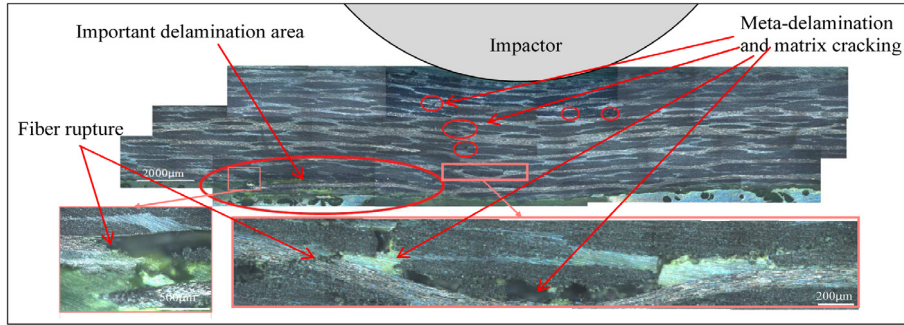 Important delamination area
Impactor
Meta-delamination
and matrix cracking
Fiber rupture
2000µm
500µm
200µm